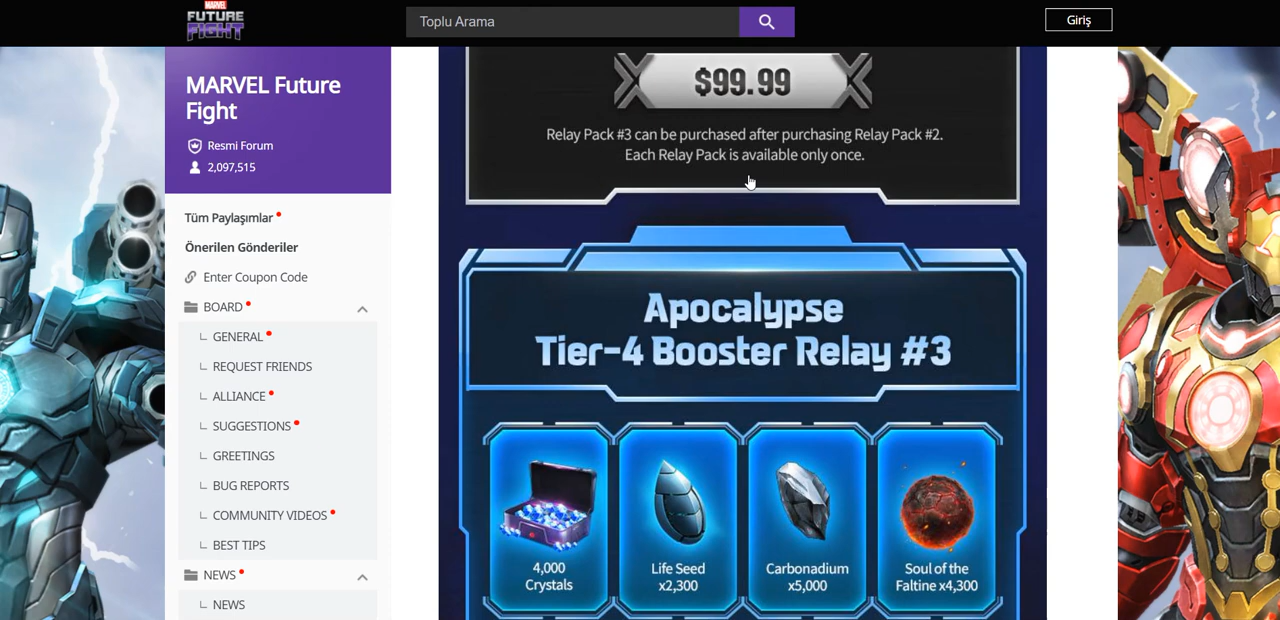 MARVEL
FUTURE
FIGHT
Toplu Arama
Giriş
MARVEL Future
Fight
Resmi Forum
2,097,515
Tüm Paylaşımlar
Önerilen Gönderiler
Enter Coupon Code
BOARD
GENERAL
REQUEST FRIENDS
ALLIANCE
SUGGESTIONS
GREETINGS
BUG REPORTS
COMMUNITY VIDEOS
BEST TIPS
NEWS
NEWS
$99.99
Relay Pack #3 can be purchased after purchasing Relay Pack #2.
Each Relay Pack is available only once.
Apocalypse
Tier-4 Booster Relay #3
4,000
Crystals
Life Seed
x2,300
Carbonadium
x5,000
Soul of the
Faltine x4,300